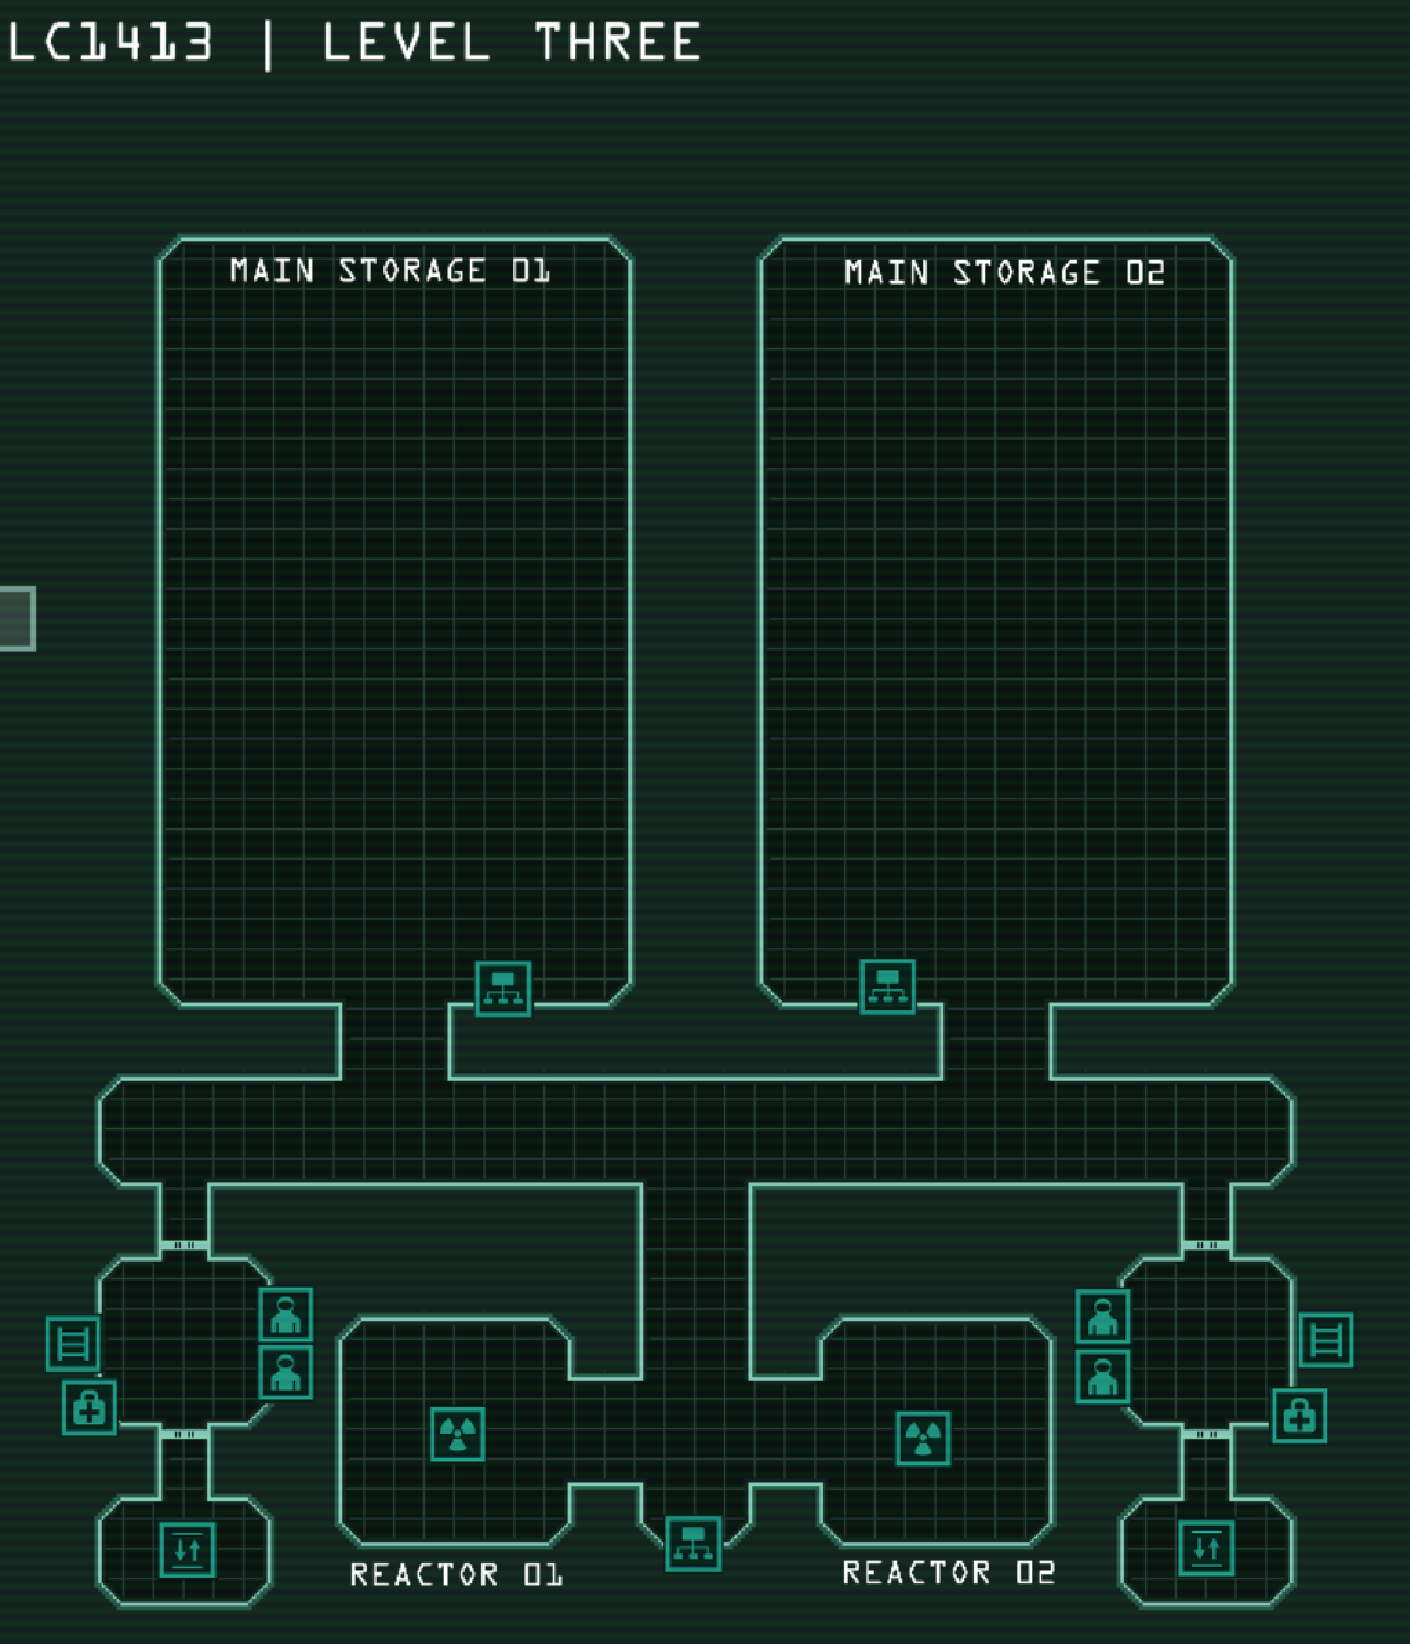 LC1413 | LEVEL THREE
MAIN STORAGE 01
MAIN STORAGE 02
REACTOR 01
REACTOR 02